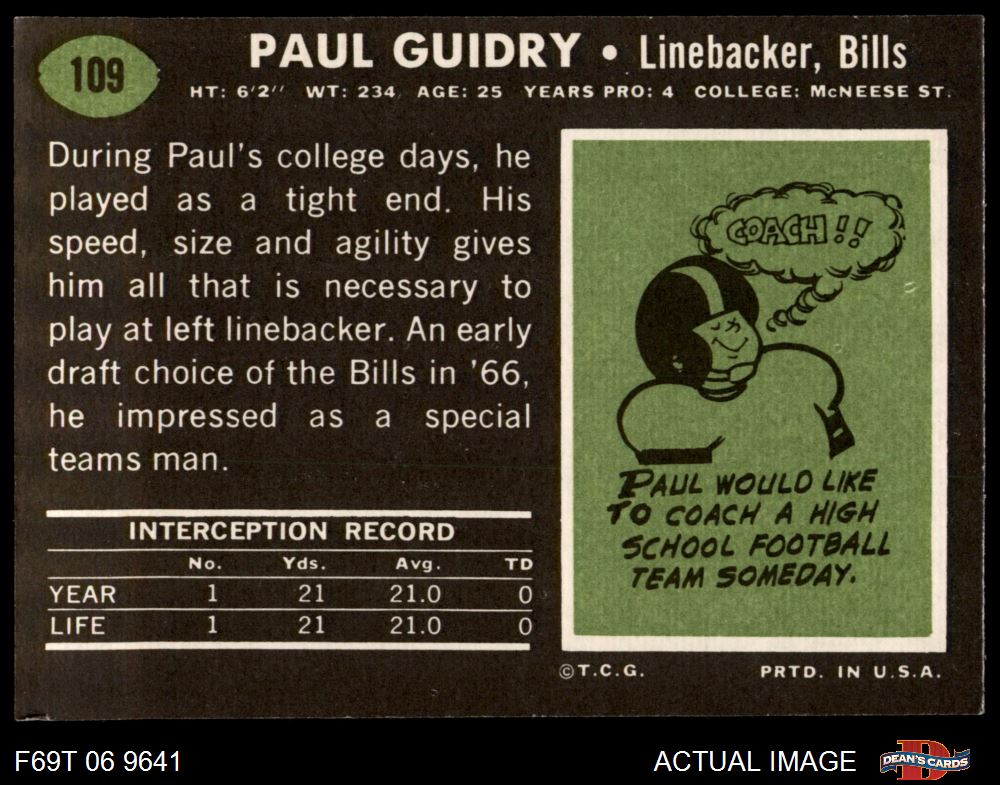 109
PAUL GUIDRY • Linebacker, Bills
HT: 6'2" WT: 234 AGE: 25 YEARS PRO: 4 COLLEGE: McNEESE ST.
During Paul's college days, he
played as a tight end. His
speed, size and agility gives
him all that is necessary to
play at left linebacker. An early
draft choice of the Bills in '66,
he impressed as a special
teams man.
INTERCEPTION RECORD
No. Yds. Avg. TD
YEAR 1 21 21.0 0
LIFE 1 21 21.0 0
COACH!!
PAUL WOULD LIKE
TO COACH A HIGH
SCHOOL FOOTBALL
TEAM SOMEDAY.
©T.C.G. PRTD. IN U.S.A.
F69T 06 9641
ACTUAL IMAGE
D
DEAN'S CARDS